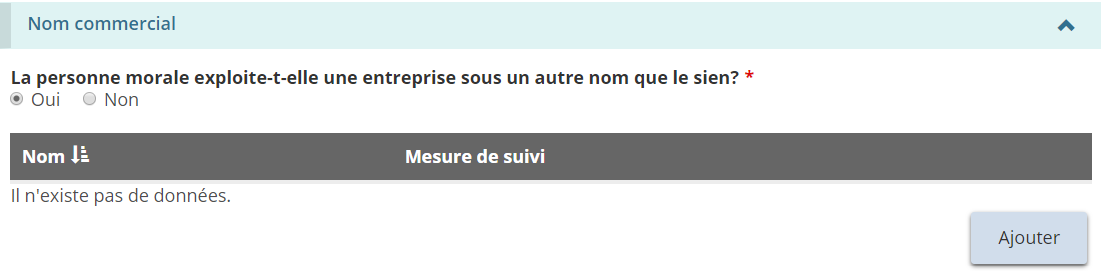 Nom commercial
La personne morale exploite-t-elle une entreprise sous un autre nom que le sien? *
Oui Non
Nom Mesure de suivi
Il n'existe pas de données.
Ajouter